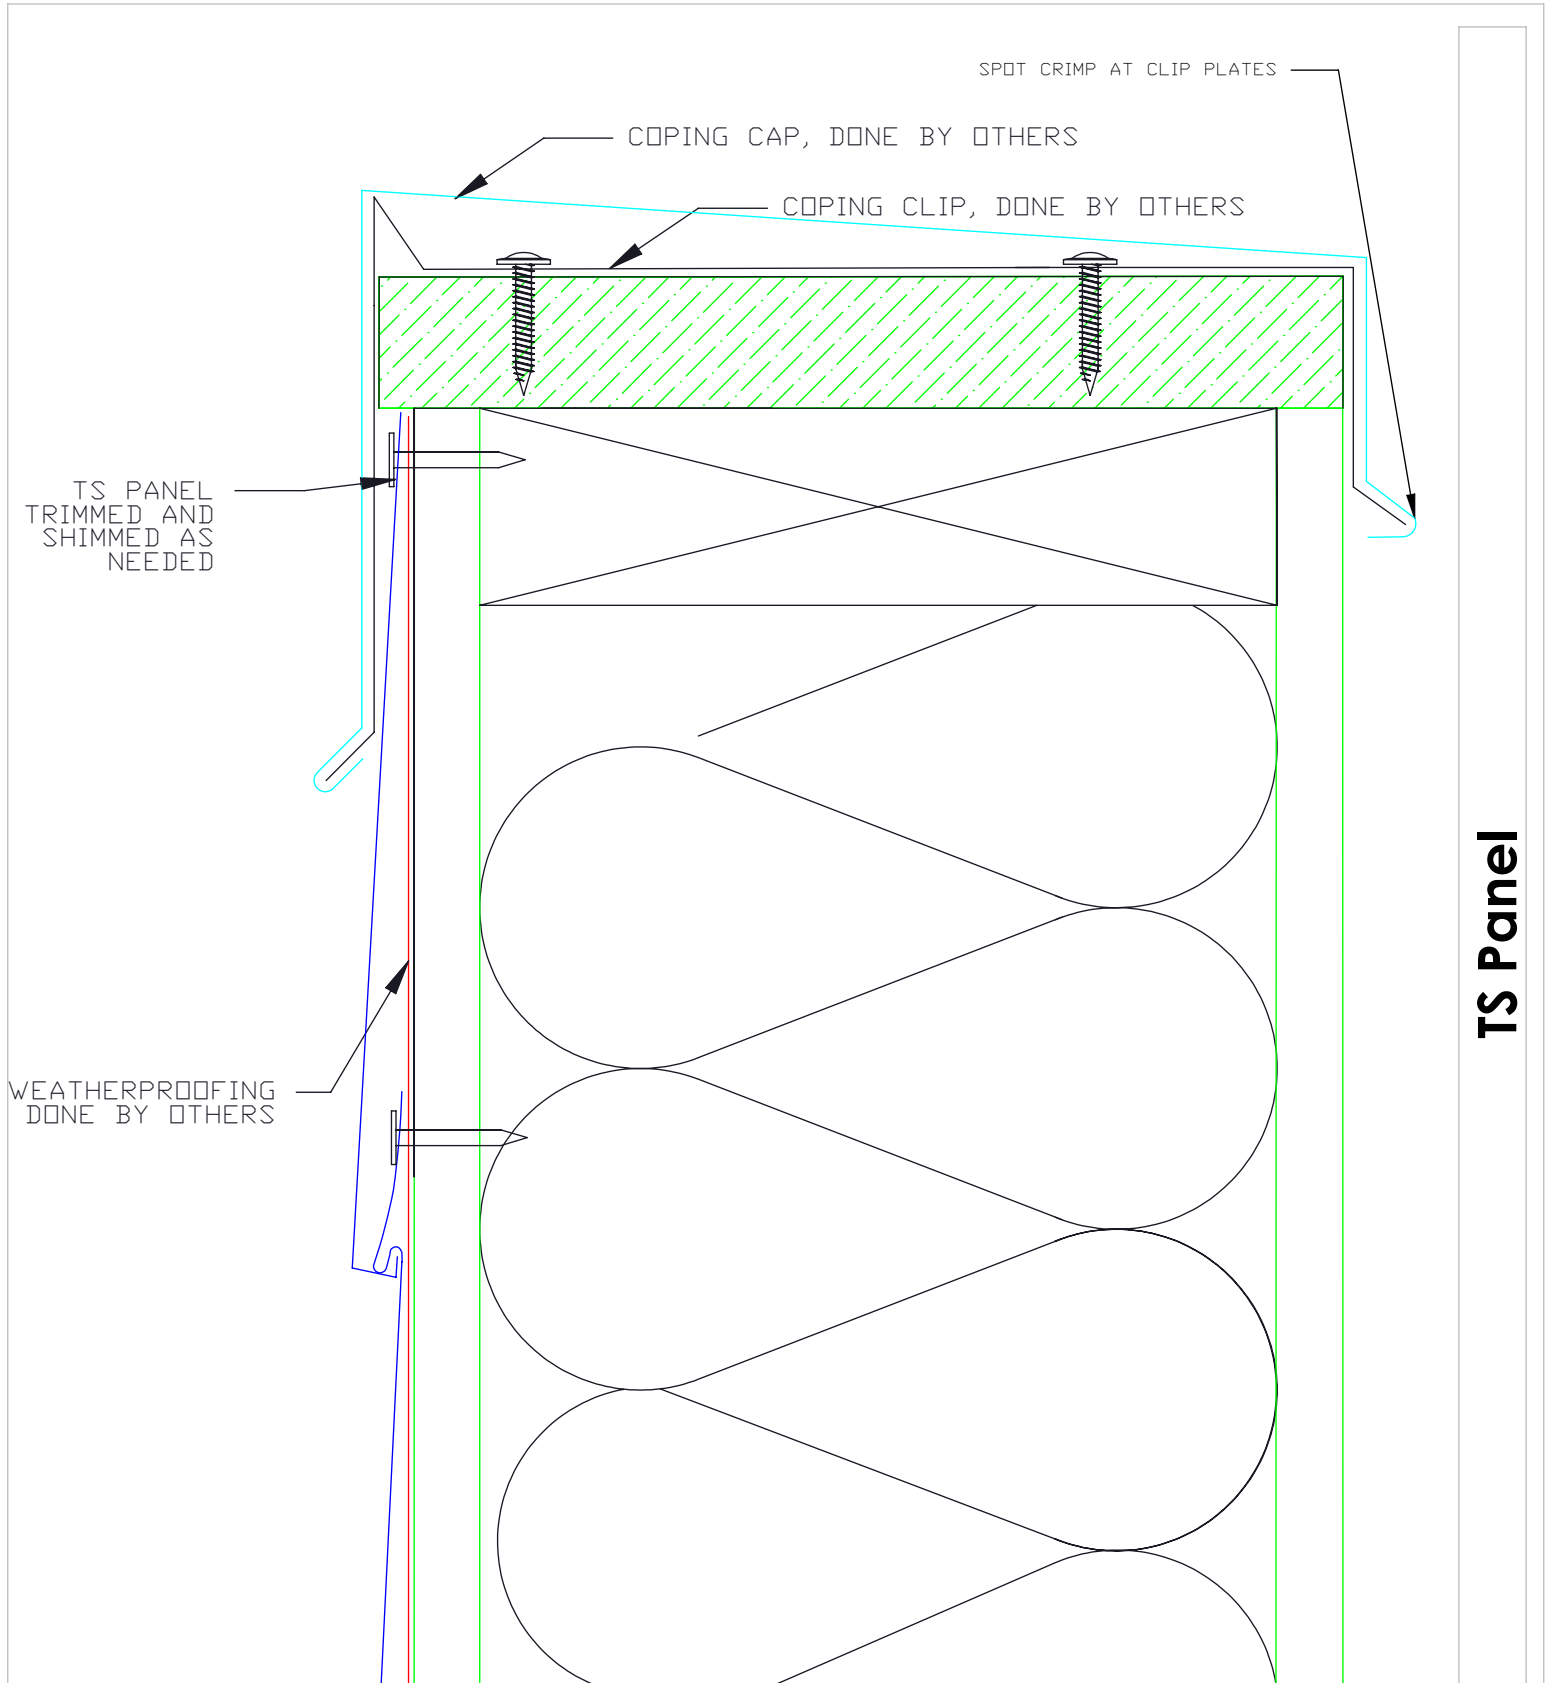 SPOT CRIMP AT CLIP PLATES
COPING CAP, DONE BY OTHERS
COPING CLIP, DONE BY OTHERS
TS PANEL
TRIMMED AND
SHIMMED AS
NEEDED
WEATHERPROOFING
DONE BY OTHERS
TS Panel